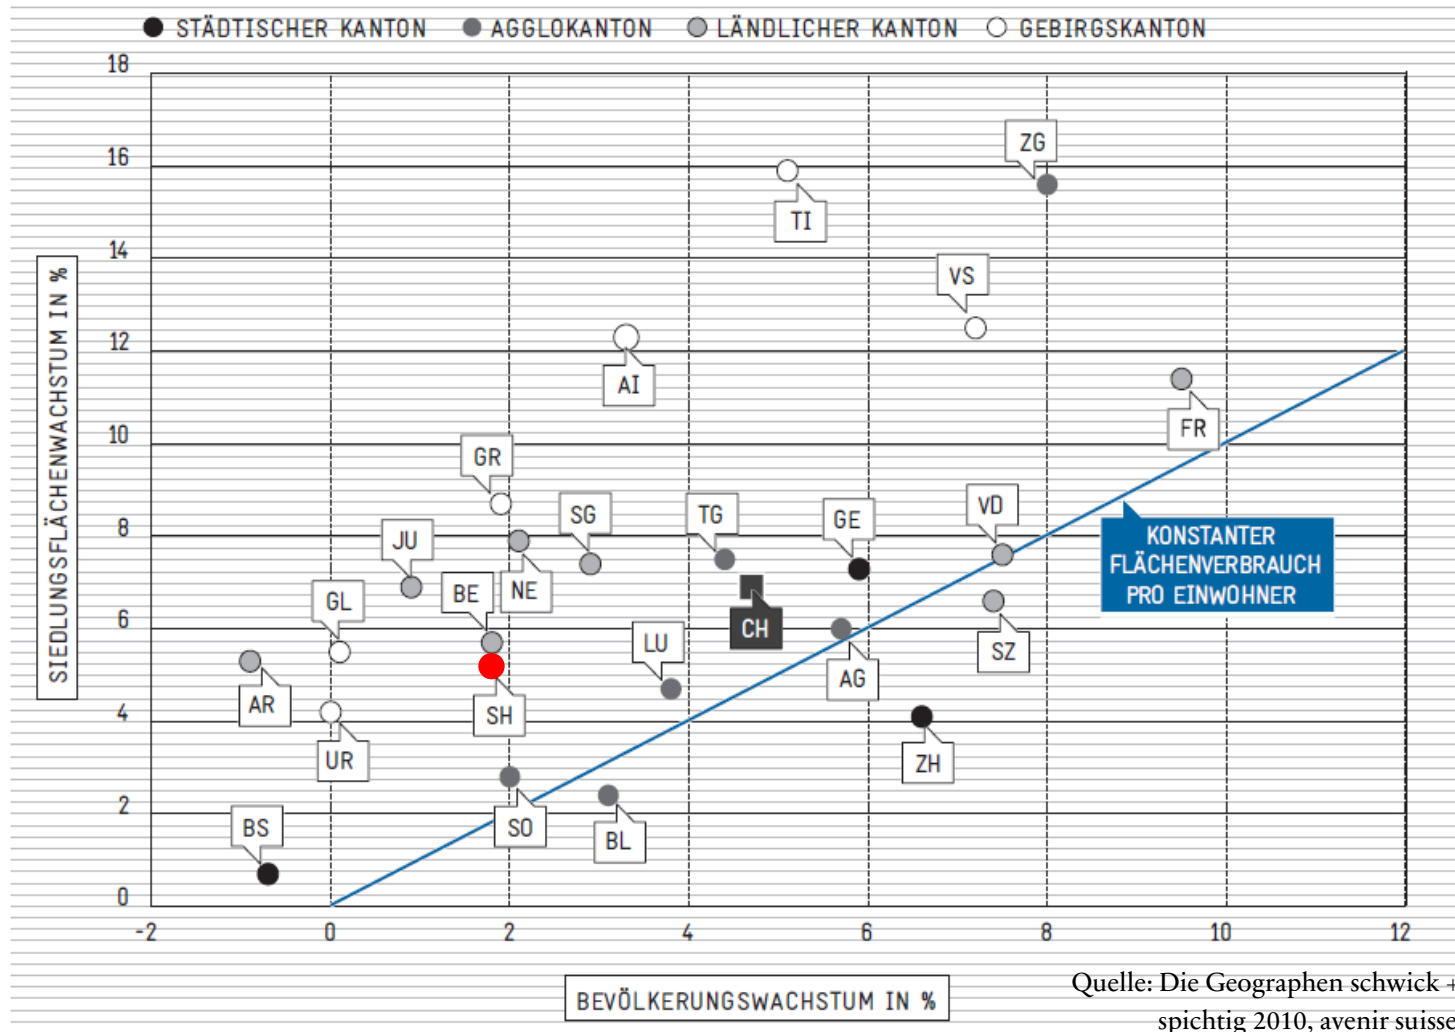 STÄDTISCHER KANTON AGGLOKANTON LÄNDLICHER KANTON GEBIRGSKANTON
18
16
14
12
10
8
6
4
2
0
SIEDLUNGSFLÄCHENWACHSTUM IN %
ZG
TI
VS
AI
FR
GR
SG
TG
GE
VD
JU
NE
BE
GL
CH
LU
SZ
AG
AR
SH
UR
ZH
SO
BS
BL
KONSTANTER
FLÄCHENVERBRAUCH
PRO EINWOHNER
-2 0 2 4 6 8 10 12
BEVÖLKERUNGSWACHSTUM IN %
Quelle: Die Geographen schwick +
spichtig 2010, avenir suisse